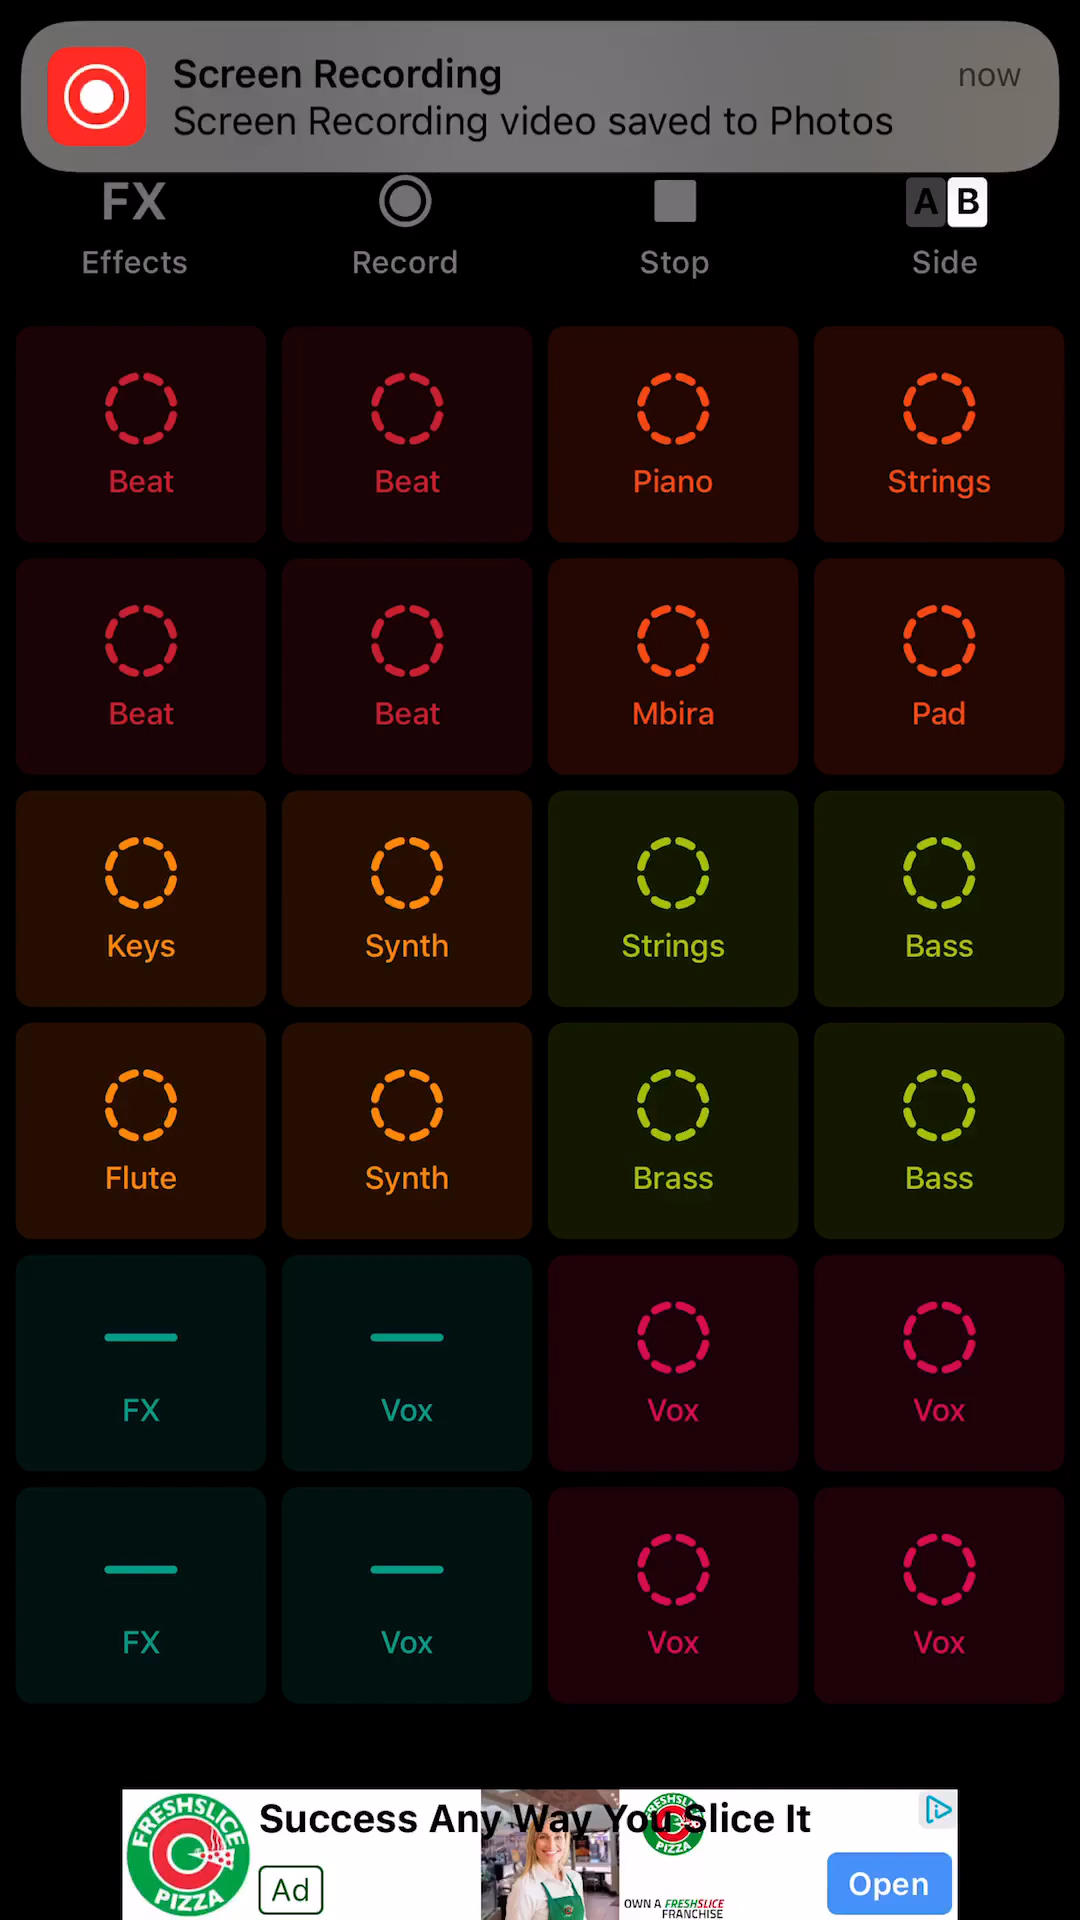 Screen Recording
now
Screen Recording video saved to Photos
FX
A B
Effects
Record
Stop
Side
Beat
Beat
Piano
Strings
Beat
Beat
Mbira
Pad
Keys
Synth
Strings
Bass
Flute
Synth
Brass
Bass
FX
Vox
Vox
Vox
FX
Vox
Vox
Vox
FRESHSLICE
PIZZA
Success Any Way You Slice It
Ad
FRESHSLICE
PIZZA
OWN A FRESHSLICE
FRANCHISE
Open